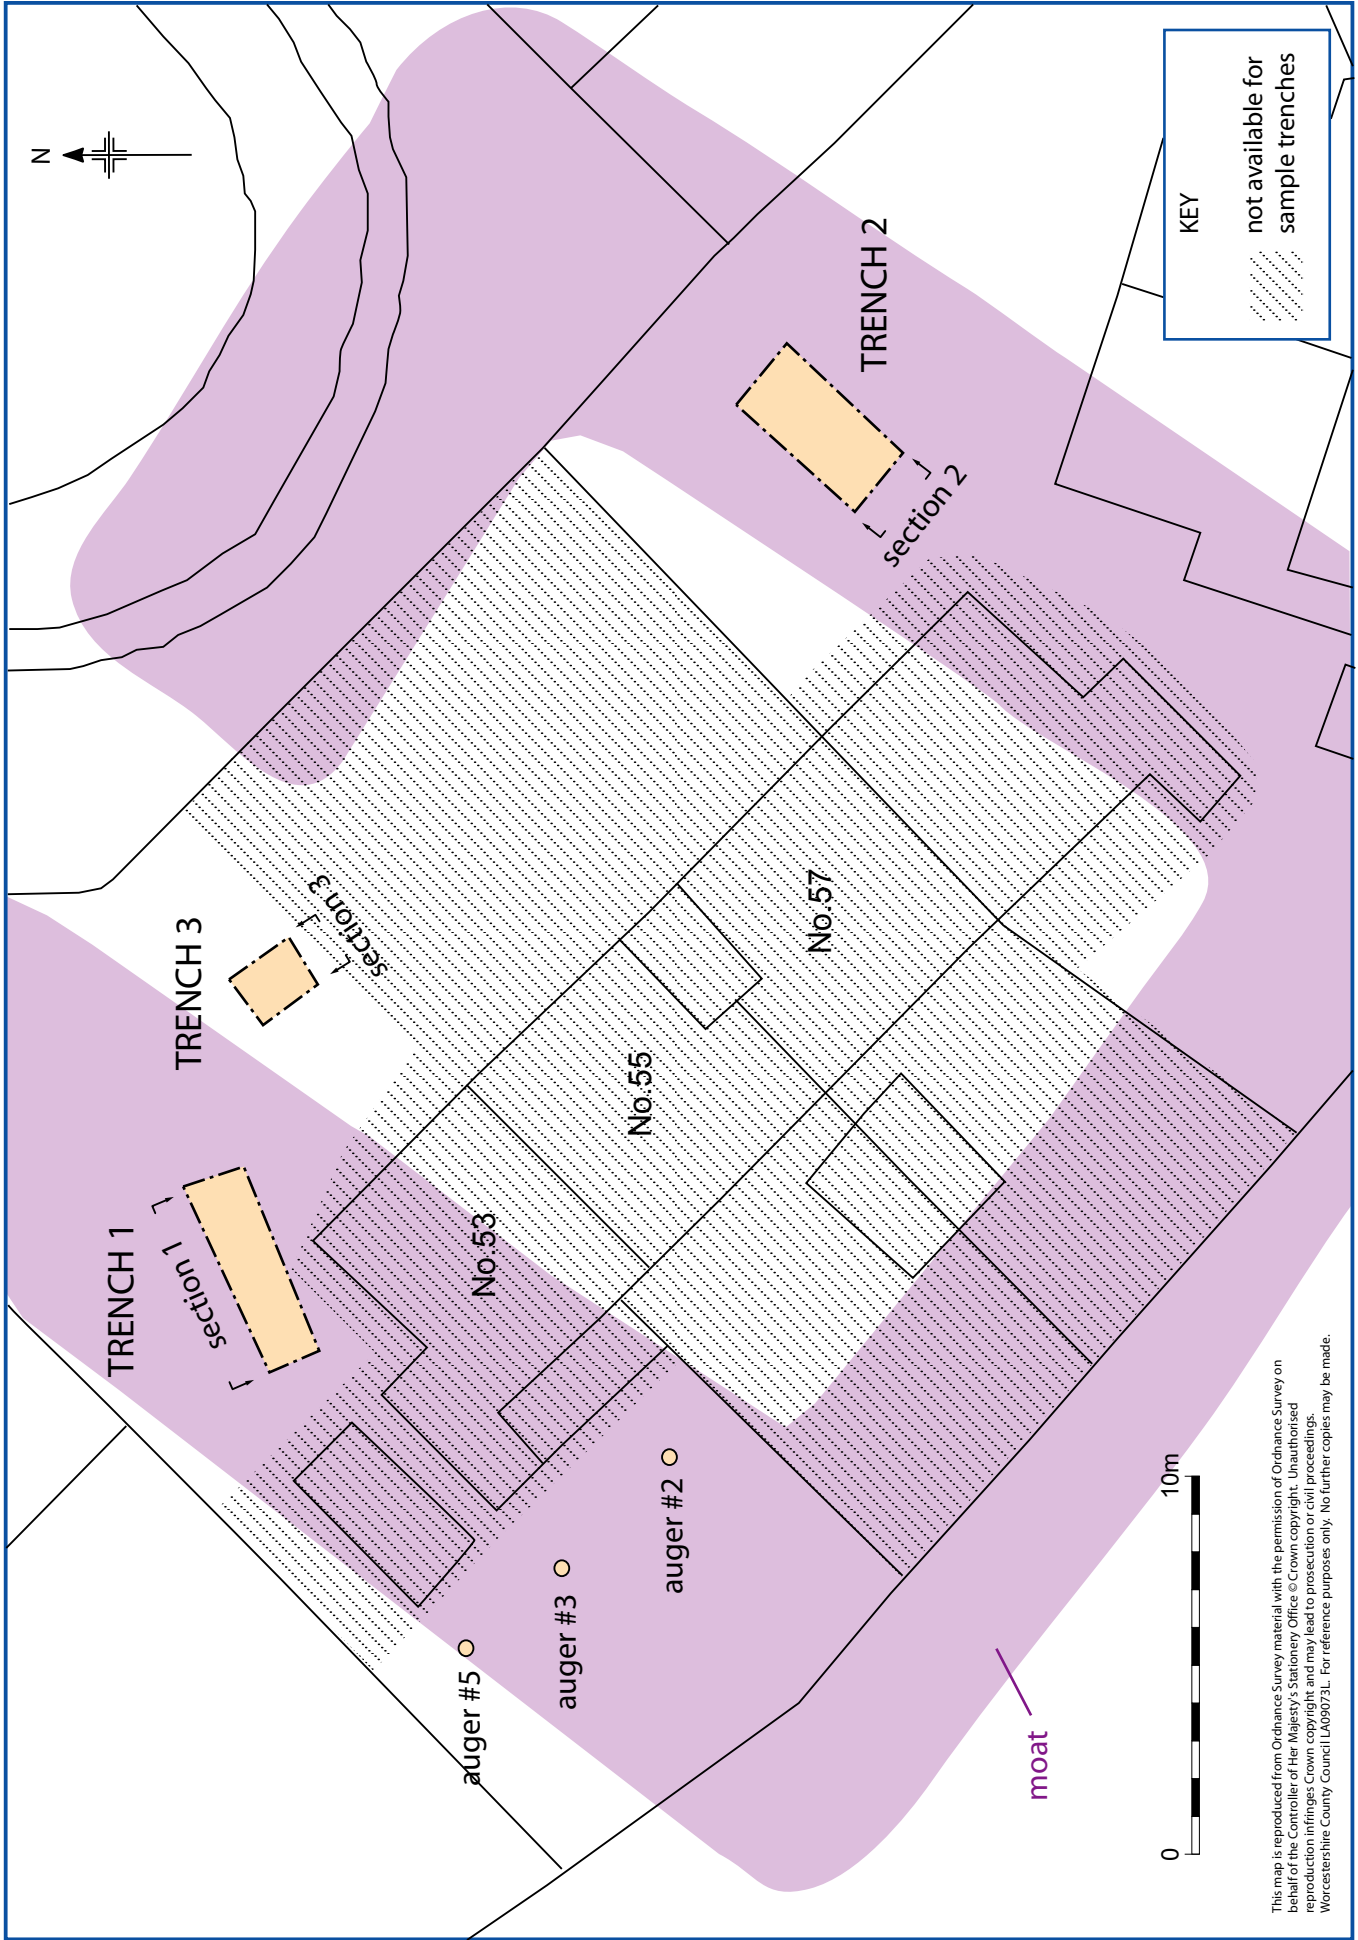 N
TRENCH 1
section 1
TRENCH 3
section 3
TRENCH 2
section 2
No.53
No.55
No.57
auger #5
auger #3
auger #2
moat
0
10m
KEY
not available for
sample trenches
This map is reproduced from Ordnance Survey material with the permission of Ordnance Survey on
behalf of the Controller of Her Majesty's Stationery Office © Crown copyright. Unauthorised
reproduction infringes Crown copyright and may lead to prosecution or civil proceedings.
Worcestershire County Council LA09073L. For reference purposes only. No further copies may be made.